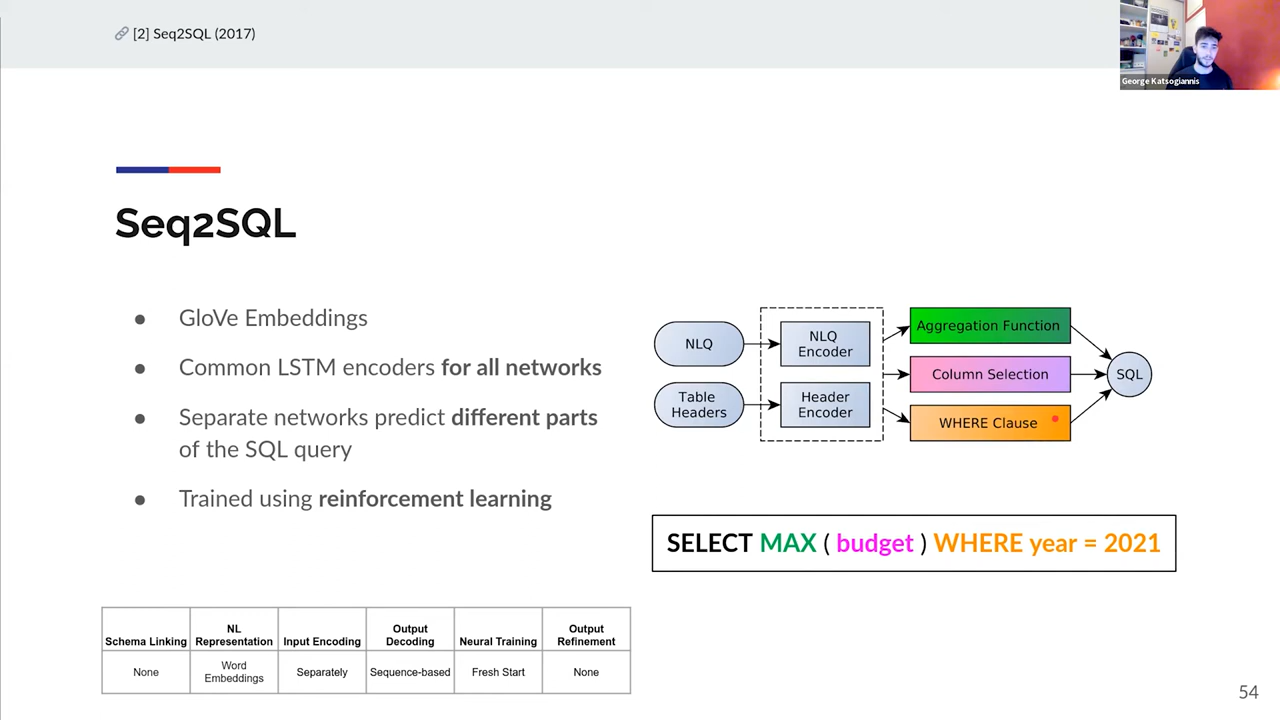 🔗 [2] Seq2SQL (2017)
George Katsogiannis
Seq2SQL
● GloVe Embeddings
● Common LSTM encoders for all networks
● Separate networks predict different parts
of the SQL query
● Trained using reinforcement learning
NLQ
Table
Headers
NLQ
Encoder
Header
Encoder
Aggregation Function
Column Selection
WHERE Clause
SQL
SELECT MAX ( budget ) WHERE year = 2021
Schema Linking | NL Representation | Input Encoding | Output Decoding | Neural Training | Output Refinement
None | Word Embeddings | Separately | Sequence-based | Fresh Start | None
54